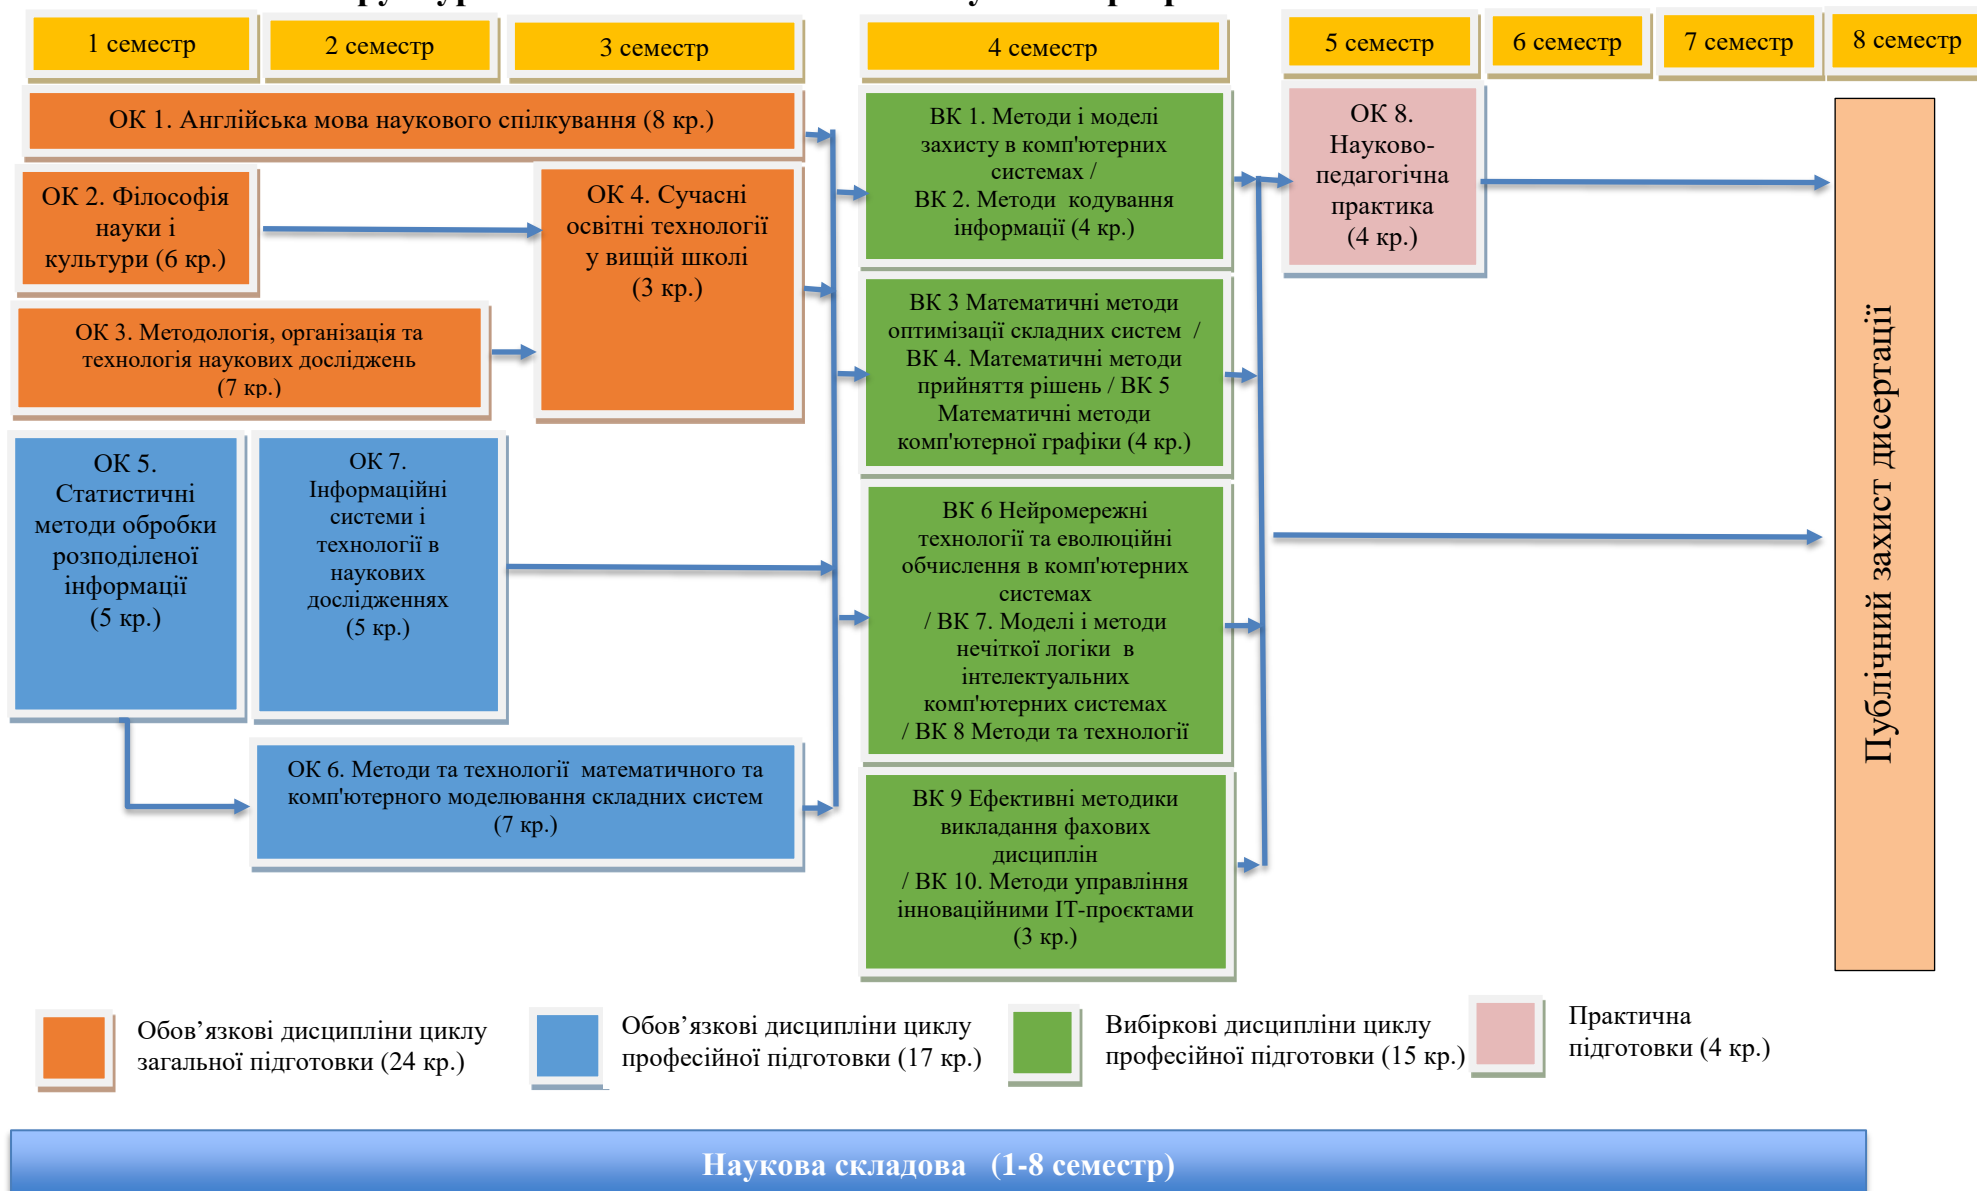 1 семестр
2 семестр
3 семестр
4 семестр
5 семестр
6 семестр
7 семестр
8 семестр
ОК 1. Англійська мова наукового спілкування (8 кр.)
ОК 2. Філософія
науки і
культури (6 кр.)
ОК 4. Сучасні
освітні технології
у вищій школі
(3 кр.)
ОК 3. Методологія, організація та
технологія наукових досліджень
(7 кр.)
ОК 5.
Статистичні
методи обробки
розподіленої
інформації
(5 кр.)
ОК 7.
Інформаційні
системи і
технології в
наукових
дослідженнях
(5 кр.)
ОК 6. Методи та технології математичного та
комп'ютерного моделювання складних систем
(7 кр.)
ВК 1. Методи і моделі
захисту в комп'ютерних
системах /
ВК 2. Методи кодування
інформації (4 кр.)
ВК 3 Математичні методи
оптимізації складних систем /
ВК 4. Математичні методи
прийняття рішень / ВК 5
Математичні методи
комп'ютерної графіки (4 кр.)
ВК 6 Нейромережні
технології та еволюційні
обчислення в комп'ютерних
системах
/ ВК 7. Моделі і методи
нечіткої логіки в
інтелектуальних
комп'ютерних системах
/ ВК 8 Методи та технології
ВК 9 Ефективні методики
викладання фахових
дисциплін
/ ВК 10. Методи управління
інноваційними ІТ-проєктами
(3 кр.)
ОК 8.
Науково-
педагогічна
практика
(4 кр.)
Публічний захист дисертації
Обов’язкові дисципліни циклу
загальної підготовки (24 кр.)
Обов’язкові дисципліни циклу
професійної підготовки (17 кр.)
Вибіркові дисципліни циклу
професійної підготовки (15 кр.)
Практична
підготовки (4 кр.)
Наукова складова (1-8 семестр)